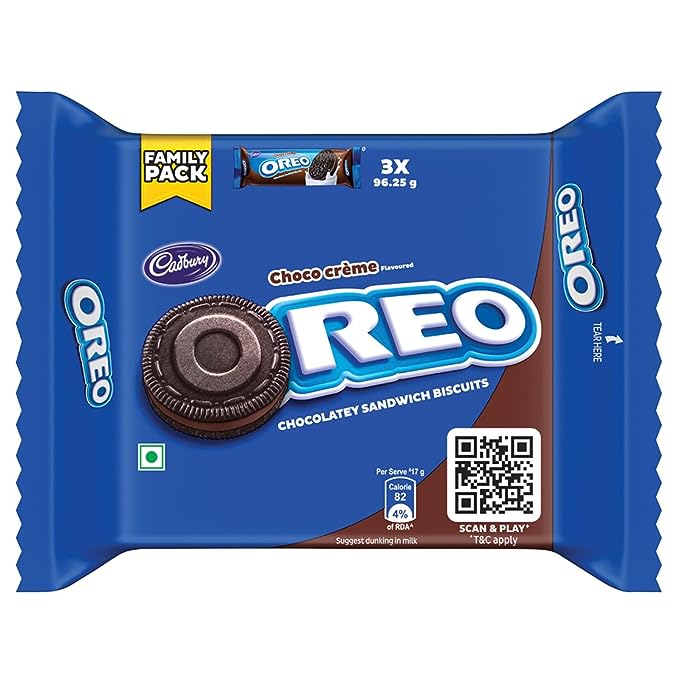 FAMILY
PACK
OREO
3X
96.25 g
Cadbury
Choco crème Flavoured
OREO
CHOCOLATEY SANDWICH BISCUITS
OREO
OREO
TEAR HERE
Per Serve #17 g
Calorie
82
4%
of RDA^
Suggest dunking in milk
SCAN & PLAY*
*T&C apply